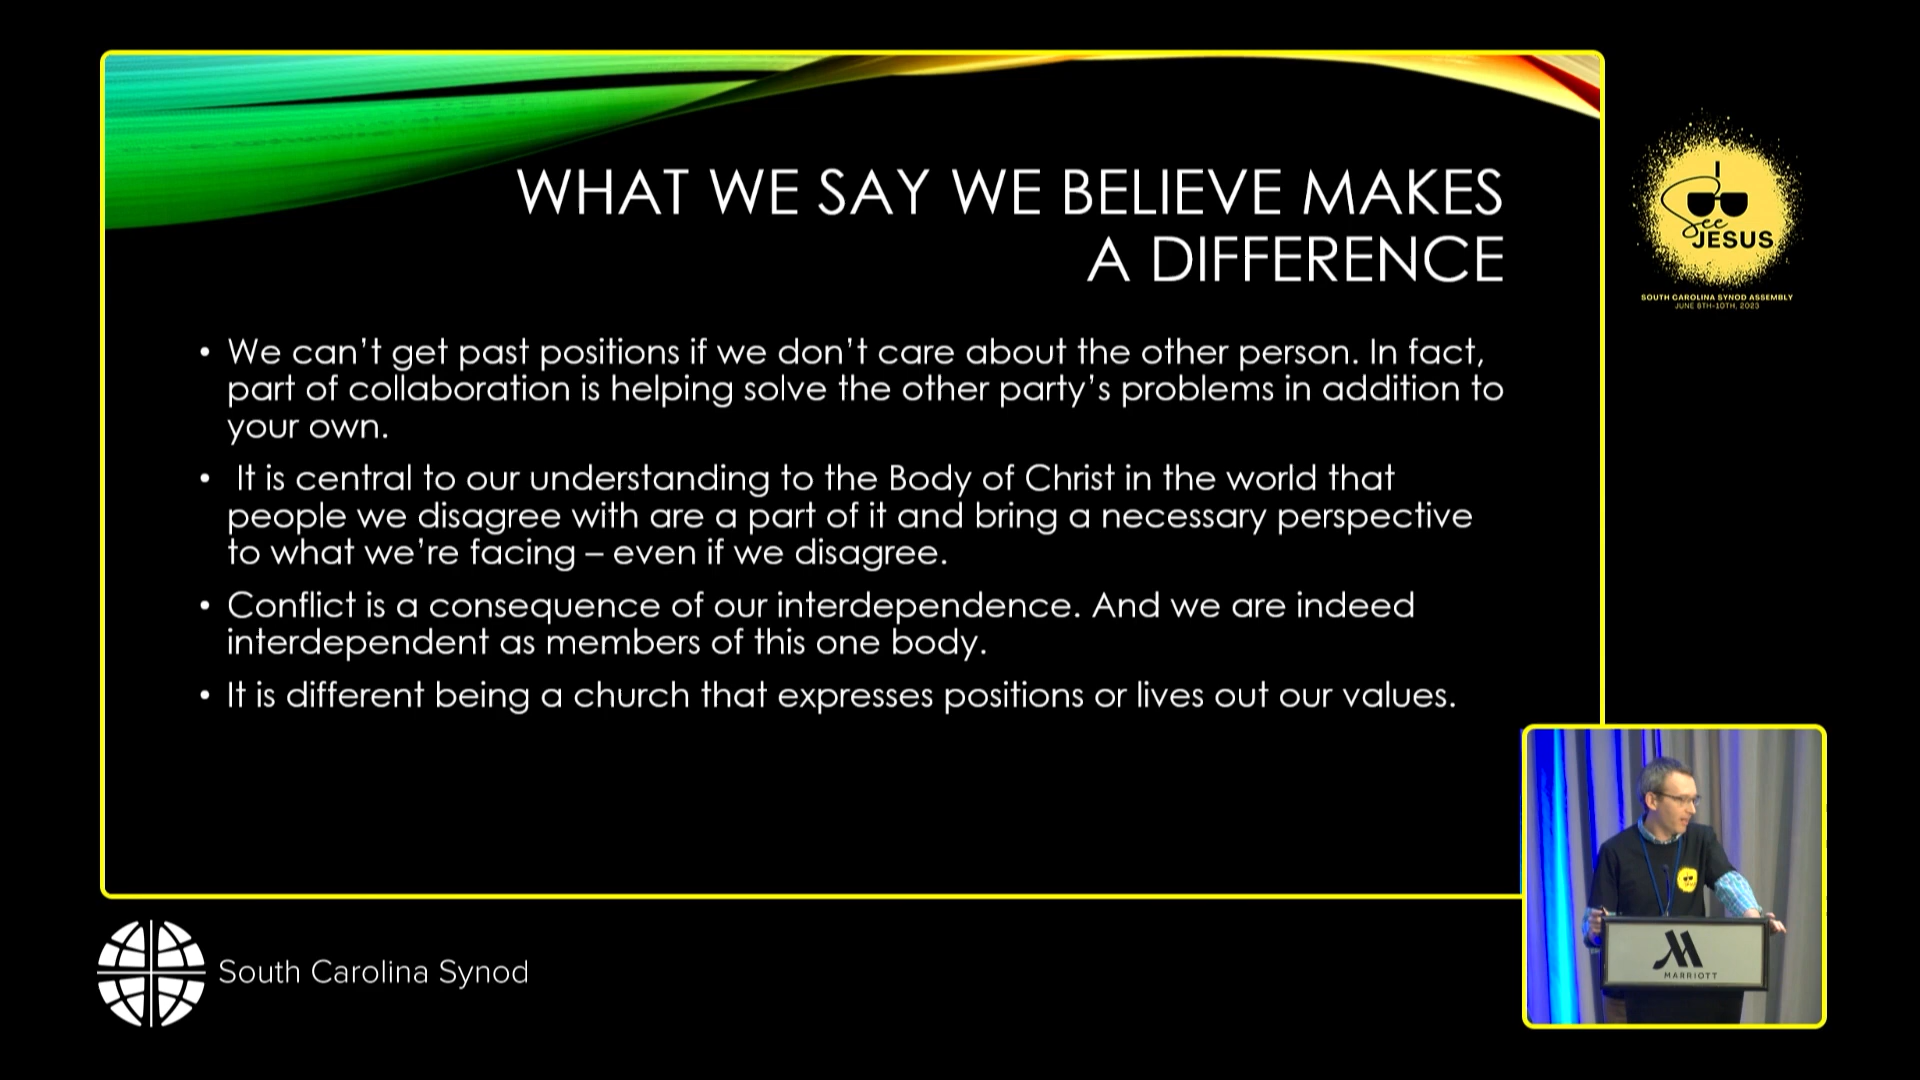 WHAT WE SAY WE BELIEVE MAKES
A DIFFERENCE
• We can’t get past positions if we don’t care about the other person. In fact,
part of collaboration is helping solve the other party’s problems in addition to
your own.
• It is central to our understanding to the Body of Christ in the world that
people we disagree with are a part of it and bring a necessary perspective
to what we’re facing – even if we disagree.
• Conflict is a consequence of our interdependence. And we are indeed
interdependent as members of this one body.
• It is different being a church that expresses positions or lives out our values.
I
See
JESUS
SOUTH CAROLINA SYNOD ASSEMBLY
JUNE 8TH-10TH, 2023
MARRIOTT
South Carolina Synod